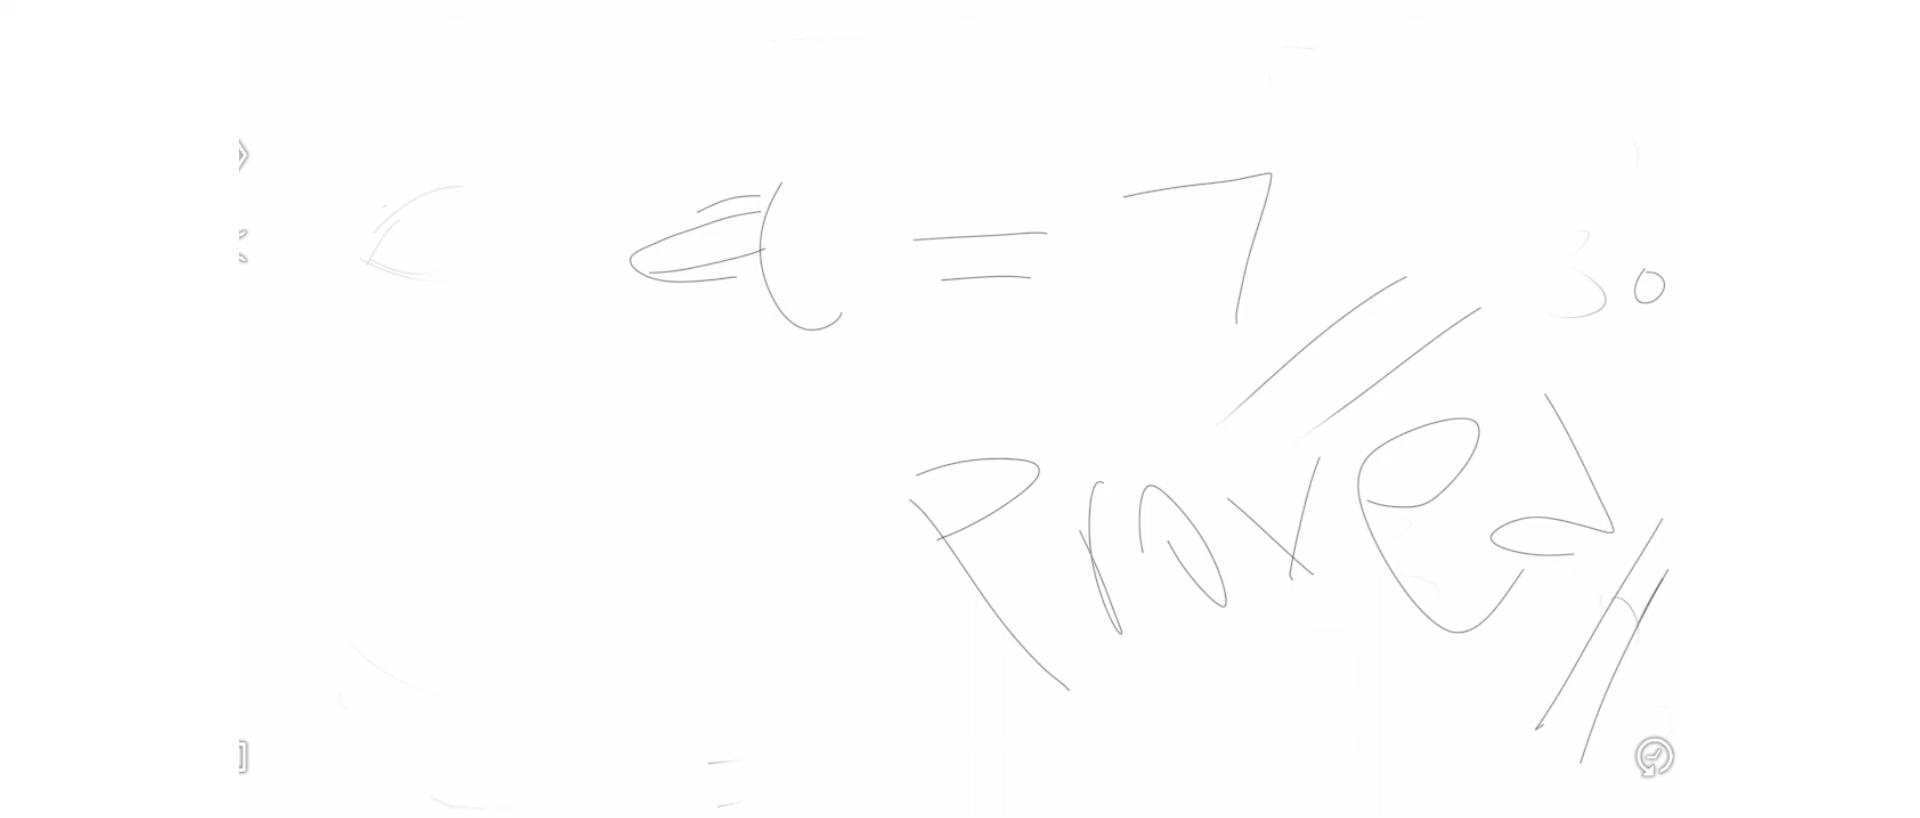 a = 7 //
Proved //